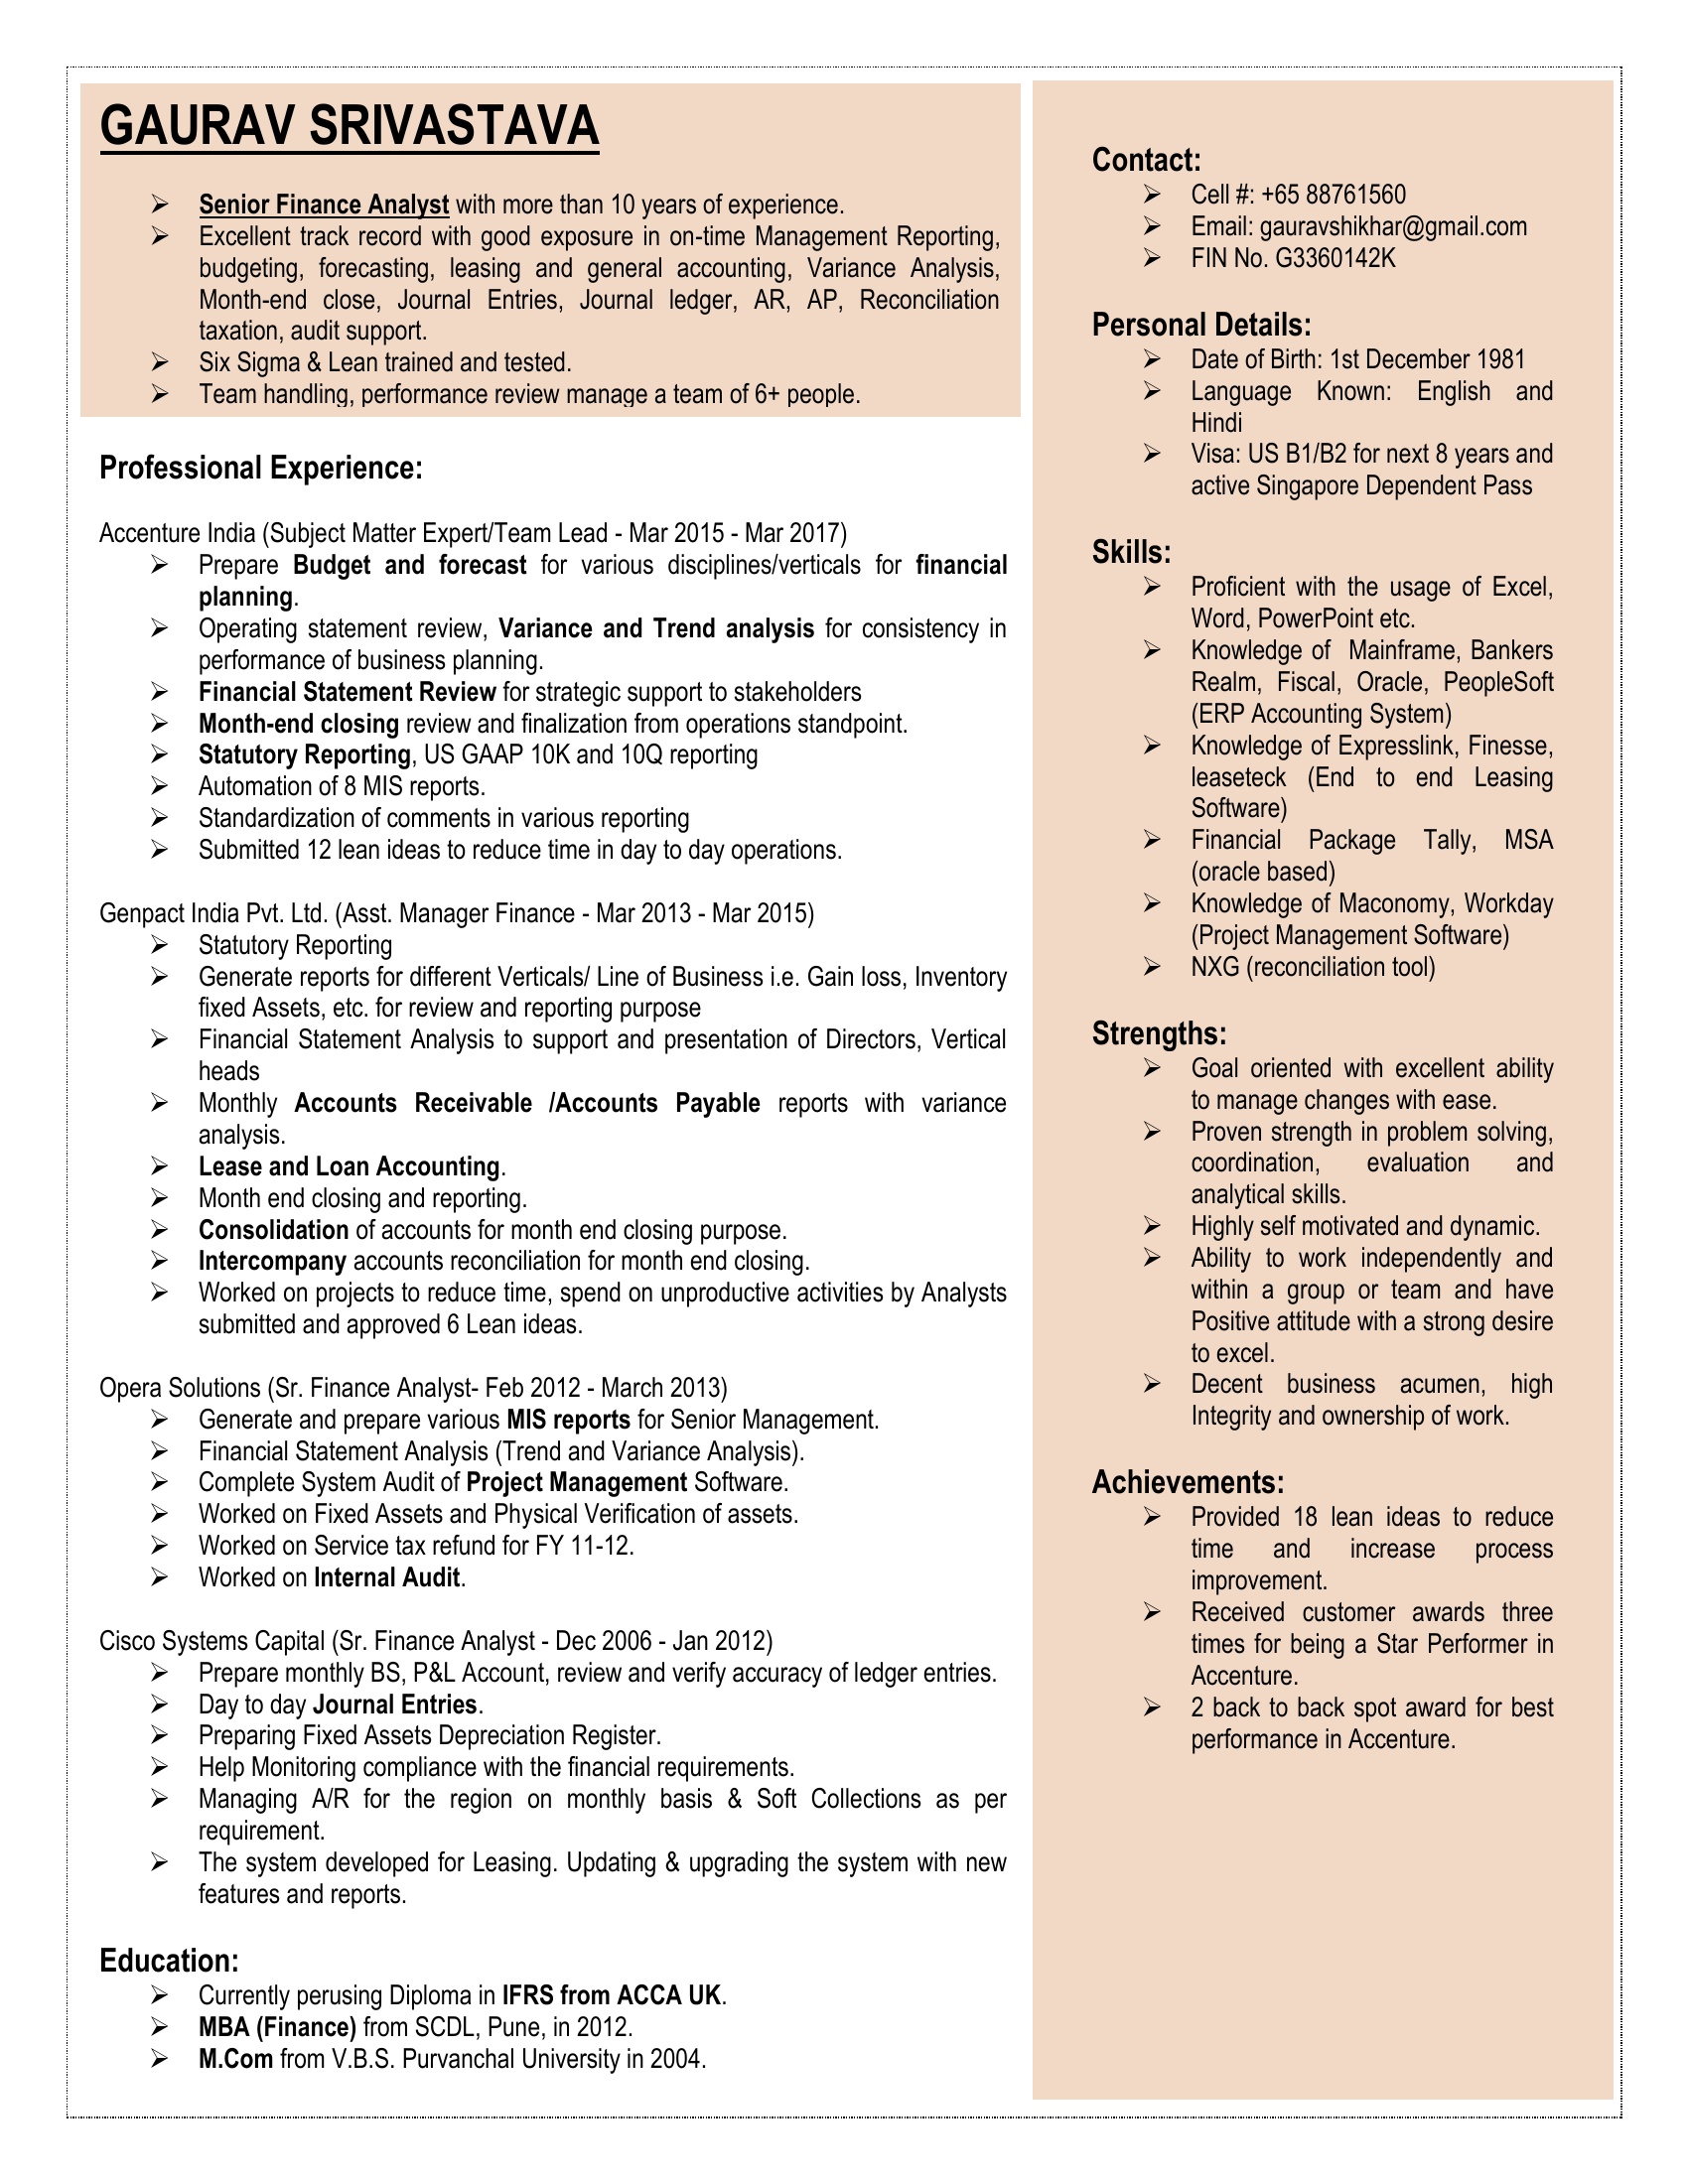 GAURAV SRIVASTAVA
➢ Senior Finance Analyst with more than 10 years of experience.
➢ Excellent track record with good exposure in on-time Management Reporting,
budgeting, forecasting, leasing and general accounting, Variance Analysis,
Month-end close, Journal Entries, Journal ledger, AR, AP, Reconciliation
taxation, audit support.
➢ Six Sigma & Lean trained and tested.
➢ Team handling, performance review manage a team of 6+ people.
Professional Experience:
Accenture India (Subject Matter Expert/Team Lead - Mar 2015 - Mar 2017)
➢ Prepare Budget and forecast for various disciplines/verticals for financial
planning.
➢ Operating statement review, Variance and Trend analysis for consistency in
performance of business planning.
➢ Financial Statement Review for strategic support to stakeholders
➢ Month-end closing review and finalization from operations standpoint.
➢ Statutory Reporting, US GAAP 10K and 10Q reporting
➢ Automation of 8 MIS reports.
➢ Standardization of comments in various reporting
➢ Submitted 12 lean ideas to reduce time in day to day operations.
Genpact India Pvt. Ltd. (Asst. Manager Finance - Mar 2013 - Mar 2015)
➢ Statutory Reporting
➢ Generate reports for different Verticals/ Line of Business i.e. Gain loss, Inventory
fixed Assets, etc. for review and reporting purpose
➢ Financial Statement Analysis to support and presentation of Directors, Vertical
heads
➢ Monthly Accounts Receivable /Accounts Payable reports with variance
analysis.
➢ Lease and Loan Accounting.
➢ Month end closing and reporting.
➢ Consolidation of accounts for month end closing purpose.
➢ Intercompany accounts reconciliation for month end closing.
➢ Worked on projects to reduce time, spend on unproductive activities by Analysts
submitted and approved 6 Lean ideas.
Opera Solutions (Sr. Finance Analyst- Feb 2012 - March 2013)
➢ Generate and prepare various MIS reports for Senior Management.
➢ Financial Statement Analysis (Trend and Variance Analysis).
➢ Complete System Audit of Project Management Software.
➢ Worked on Fixed Assets and Physical Verification of assets.
➢ Worked on Service tax refund for FY 11-12.
➢ Worked on Internal Audit.
Cisco Systems Capital (Sr. Finance Analyst - Dec 2006 - Jan 2012)
➢ Prepare monthly BS, P&L Account, review and verify accuracy of ledger entries.
➢ Day to day Journal Entries.
➢ Preparing Fixed Assets Depreciation Register.
➢ Help Monitoring compliance with the financial requirements.
➢ Managing A/R for the region on monthly basis & Soft Collections as per
requirement.
➢ The system developed for Leasing. Updating & upgrading the system with new
features and reports.
Education:
➢ Currently perusing Diploma in IFRS from ACCA UK.
➢ MBA (Finance) from SCDL, Pune, in 2012.
➢ M.Com from V.B.S. Purvanchal University in 2004.
Contact:
➢ Cell #: +65 88761560
➢ Email: gauravshikhar@gmail.com
➢ FIN No. G3360142K
Personal Details:
➢ Date of Birth: 1st December 1981
➢ Language Known: English and
Hindi
➢ Visa: US B1/B2 for next 8 years and
active Singapore Dependent Pass
Skills:
➢ Proficient with the usage of Excel,
Word, PowerPoint etc.
➢ Knowledge of Mainframe, Bankers
Realm, Fiscal, Oracle, PeopleSoft
(ERP Accounting System)
➢ Knowledge of Expresslink, Finesse,
leaseteck (End to end Leasing
Software)
➢ Financial Package Tally, MSA
(oracle based)
➢ Knowledge of Maconomy, Workday
(Project Management Software)
➢ NXG (reconciliation tool)
Strengths:
➢ Goal oriented with excellent ability
to manage changes with ease.
➢ Proven strength in problem solving,
coordination, evaluation and
analytical skills.
➢ Highly self motivated and dynamic.
➢ Ability to work independently and
within a group or team and have
Positive attitude with a strong desire
to excel.
➢ Decent business acumen, high
Integrity and ownership of work.
Achievements:
➢ Provided 18 lean ideas to reduce
time and increase process
improvement.
➢ Received customer awards three
times for being a Star Performer in
Accenture.
➢ 2 back to back spot award for best
performance in Accenture.